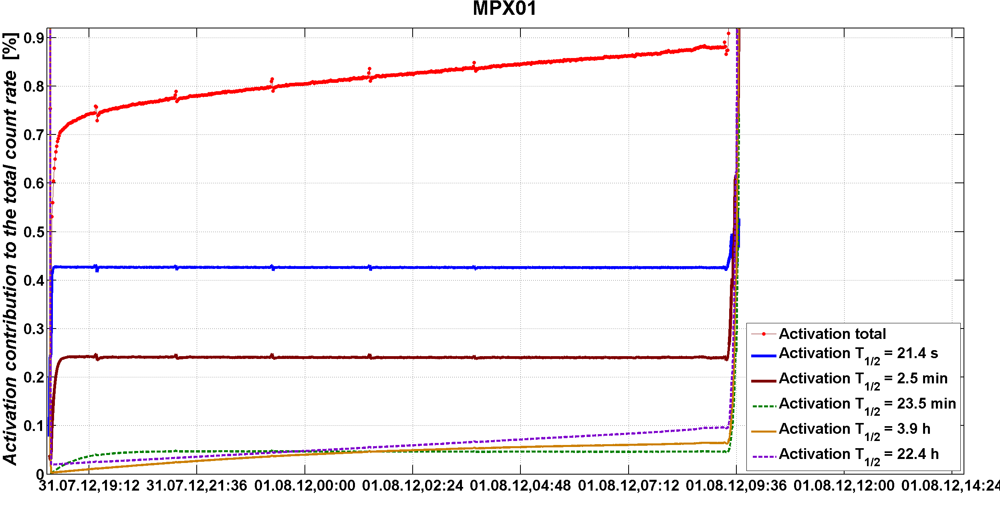 MPX01
Activation contribution to the total count rate [%]
0.9
0.8
0.7
0.6
0.5
0.4
0.3
0.2
0.1
0
31.07.12,19:12 31.07.12,21:36 01.08.12,00:00 01.08.12,02:24 01.08.12,04:48 01.08.12,07:12 01.08.12,09:36 01.08.12,12:00 01.08.12,14:24
Activation total
Activation T1/2 = 21.4 s
Activation T1/2 = 2.5 min
Activation T1/2 = 23.5 min
Activation T1/2 = 3.9 h
Activation T1/2 = 22.4 h